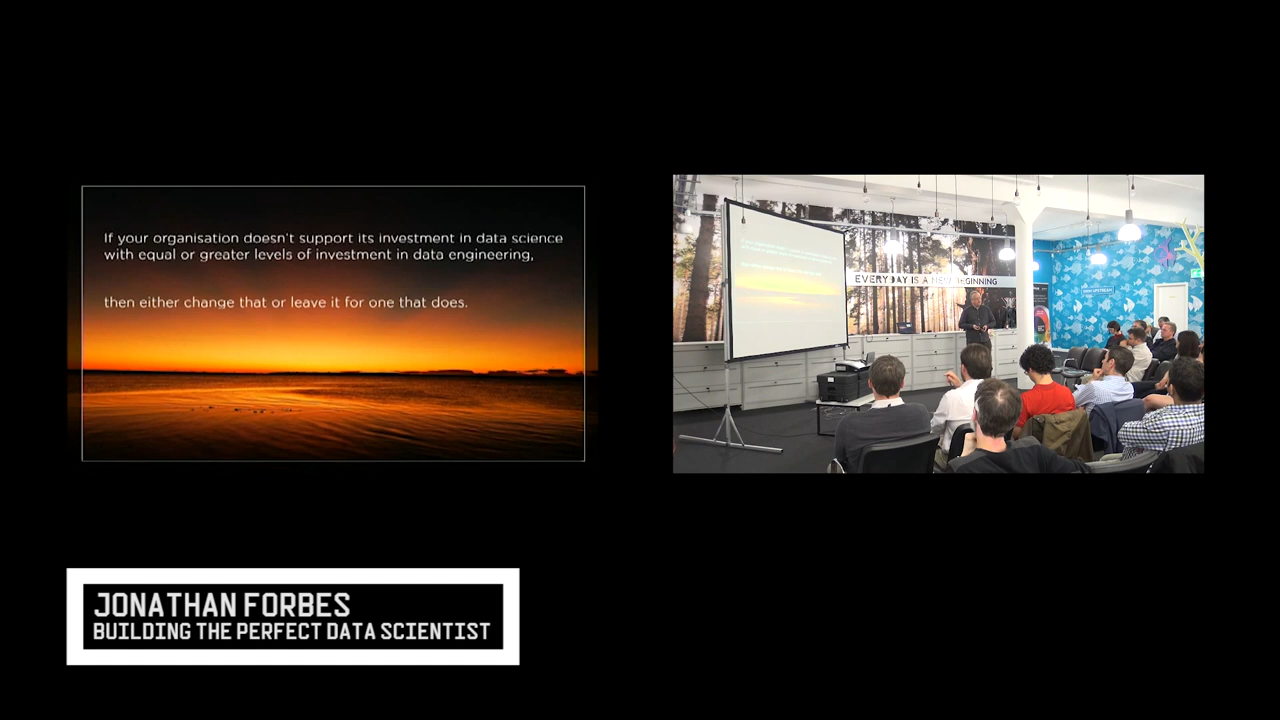 If your organisation doesn't support its investment in data science
with equal or greater levels of investment in data engineering,
then either change that or leave it for one that does.
EVERYDAY IS A NEW BEGINNING
JONATHAN FORBES
BUILDING THE PERFECT DATA SCIENTIST